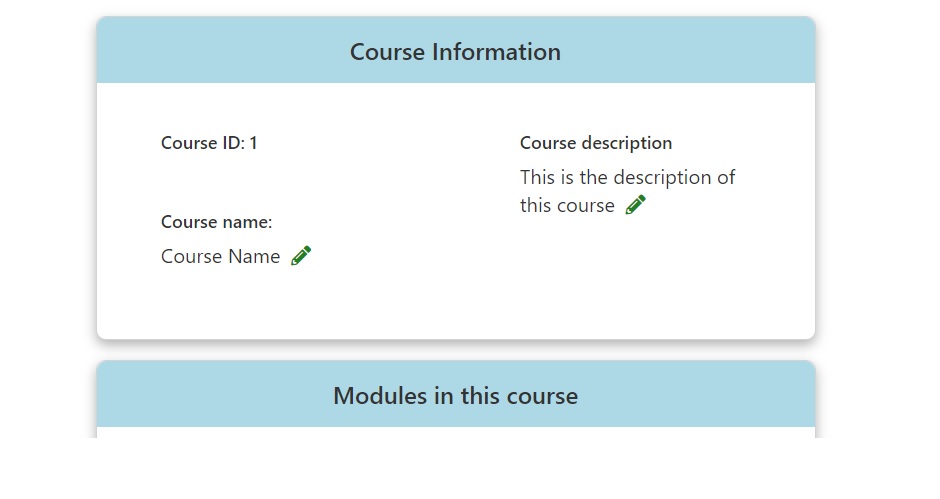 Course Information
Course ID: 1
Course name:
Course Name
Course description
This is the description of
this course
Modules in this course